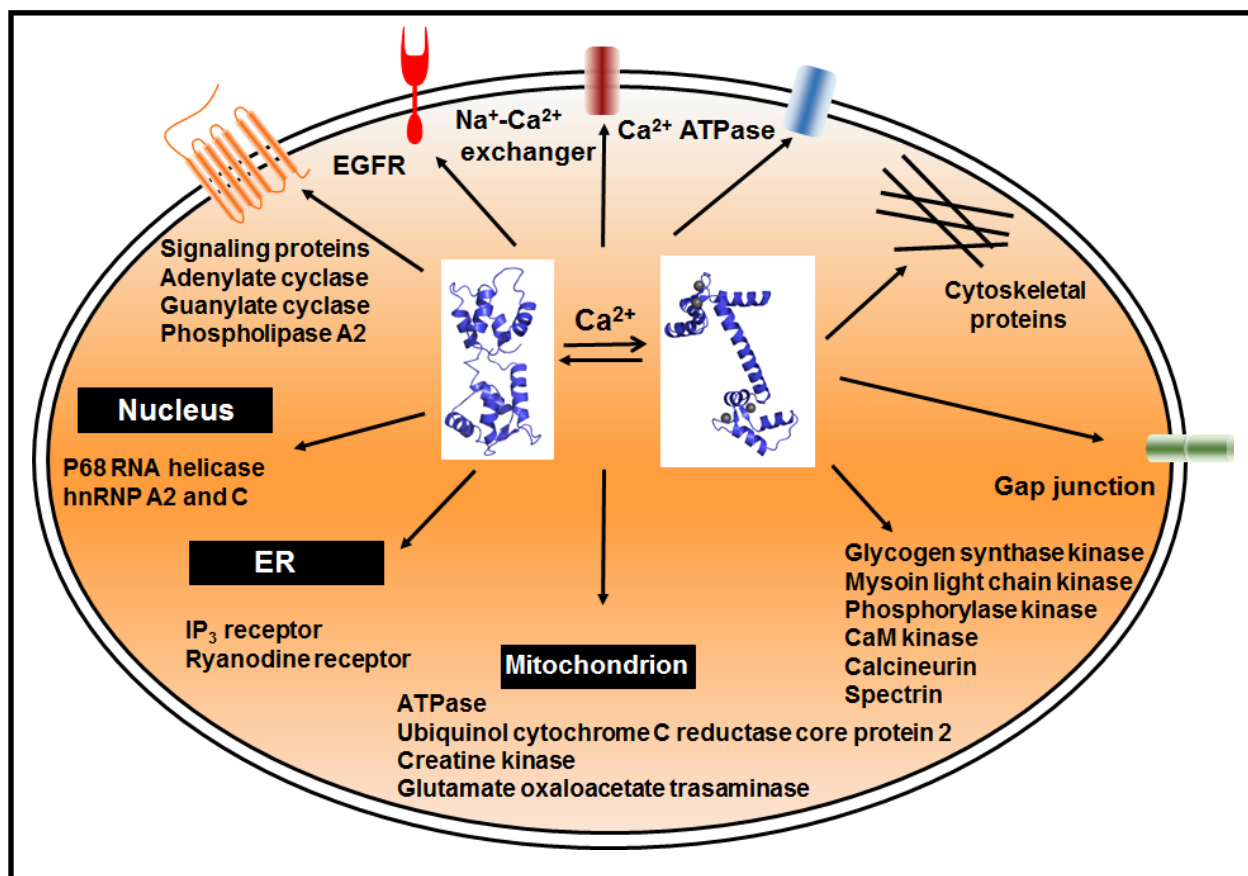 EGFR
Na⁺-Ca²⁺
exchanger
Ca²⁺ ATPase
Signaling proteins
Adenylate cyclase
Guanylate cyclase
Phospholipase A2
Ca²⁺
Cytoskeletal
proteins
Nucleus
P68 RNA helicase
hnRNP A2 and C
Gap junction
ER
IP₃ receptor
Ryanodine receptor
Mitochondrion
ATPase
Ubiquinol cytochrome C reductase core protein 2
Creatine kinase
Glutamate oxaloacetate trasaminase
Glycogen synthase kinase
Mysoin light chain kinase
Phosphorylase kinase
CaM kinase
Calcineurin
Spectrin